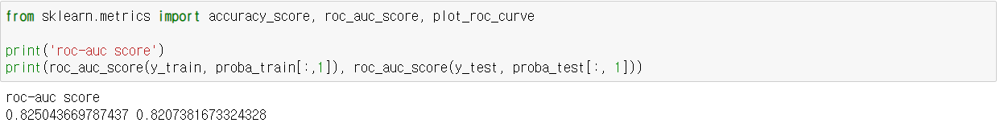 from sklearn.metrics import accuracy_score, roc_auc_score, plot_roc_curve
print('roc-auc score')
print(roc_auc_score(y_train, proba_train[:,1]), roc_auc_score(y_test, proba_test[:, 1]))
roc-auc score
0.825043669787437 0.8207381673324328